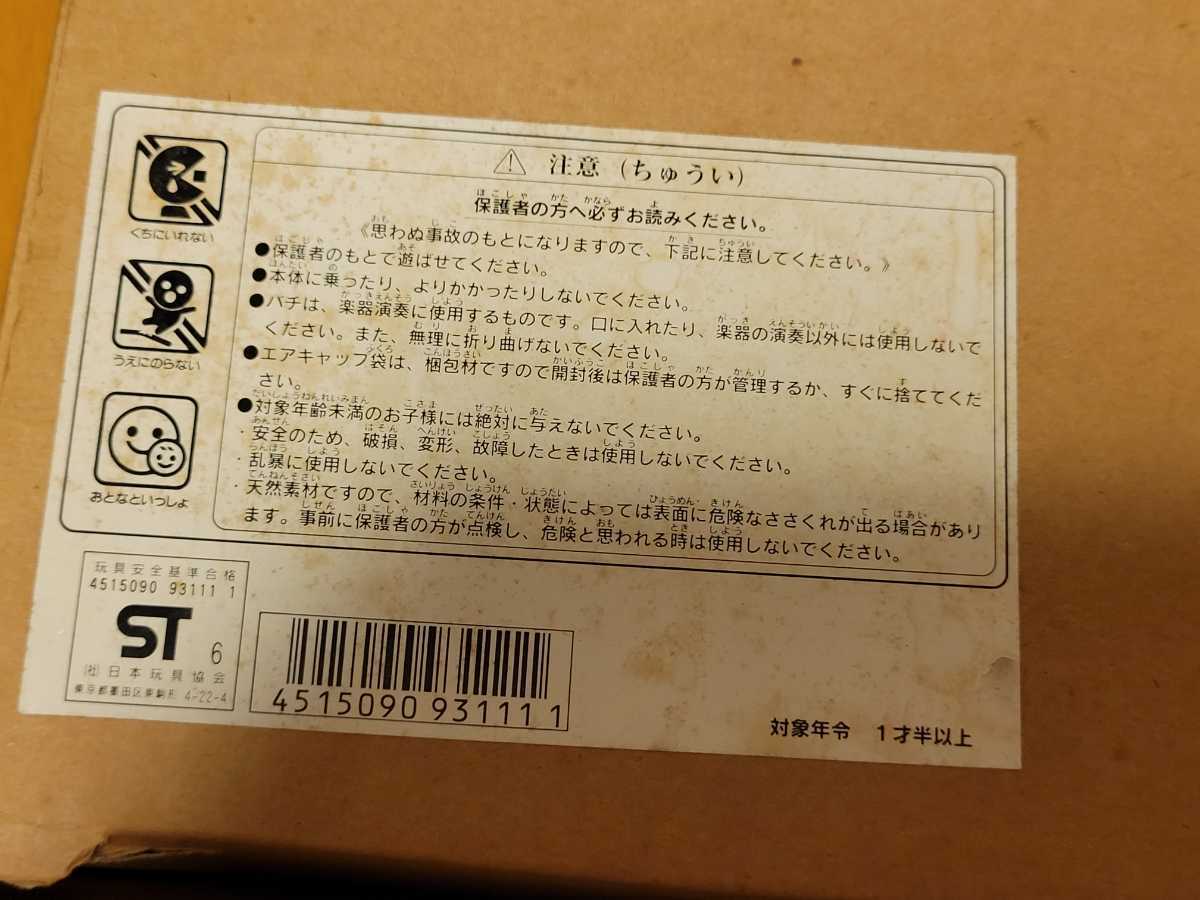 ⚠ 注意（ちゅうい）
保護者の方へ必ずお読みください。
《思わぬ事故のもとになりますので、下記に注意してください。》
●保護者のもとで遊ばせてください。
●本体に乗ったり、よりかかったりしないでください。
●バチは、楽器演奏に使用するものです。口に入れたり、楽器の演奏以外には使用しないで
ください。また、無理に折り曲げないでください。
●エアキャップ袋は、梱包材ですので開封後は保護者の方が管理するか、すぐに捨ててくだ
さい。
●対象年齢未満のお子様には絶対に与えないでください。
・安全のため、破損、変形、故障したときは使用しないでください。
・乱暴に使用しないでください。
・天然素材ですので、材料の条件・状態によっては表面に危険なささくれが出る場合があり
ます。事前に保護者の方が点検し、危険と思われる時は使用しないでください。
くちにいれない
うえにのらない
おとなといっしょ
玩具安全基準合格
4515090 93111 1
ST 6
(社)日本玩具協会
東京都墨田区東駒形 4-22-4
4515090 931111
対象年令　1才半以上